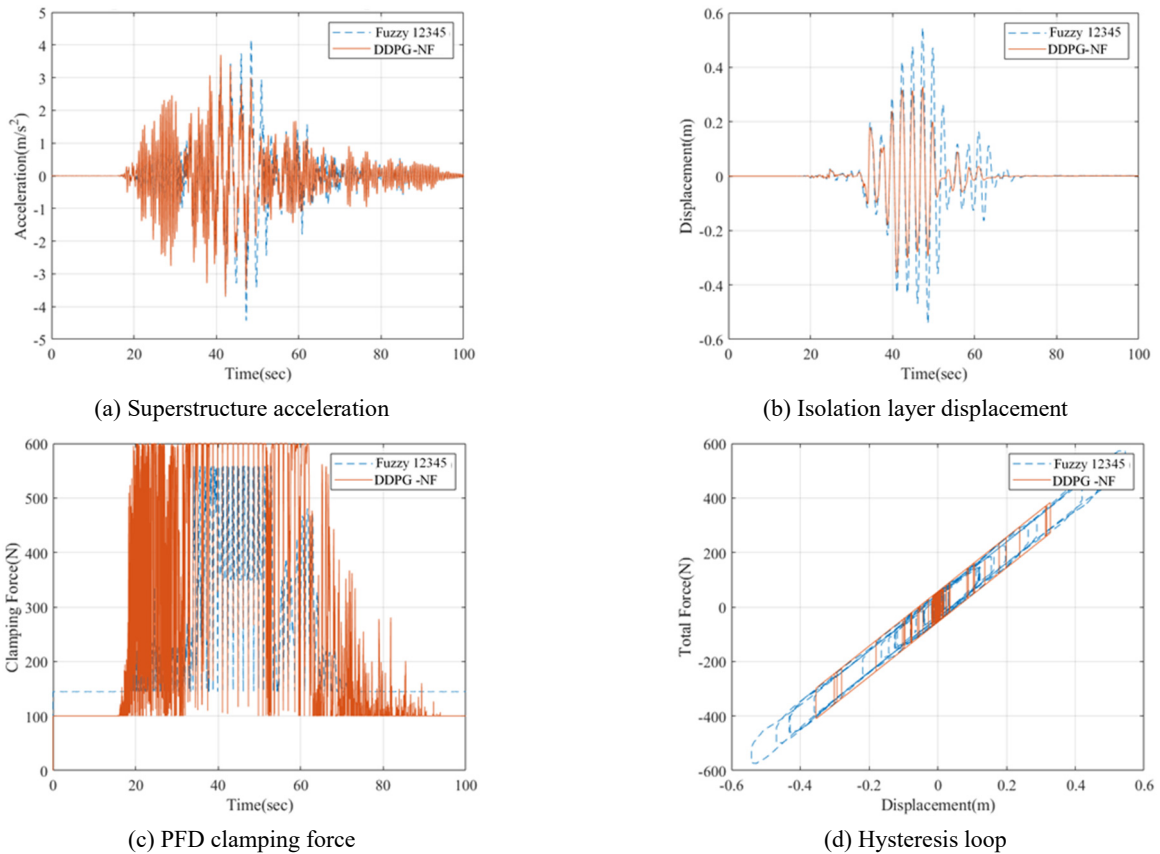 5
4
3
2
1
0
-1
-2
-3
-4
-5
Acceleration(m/s²)
Fuzzy 12345
DDPG-NF
0 20 40 60 80 100
Time(sec)
(a) Superstructure acceleration
0.6
0.4
0.2
0
-0.2
-0.4
-0.6
Displacement(m)
Fuzzy 12345
DDPG-NF
0 20 40 60 80 100
Time(sec)
(b) Isolation layer displacement
600
500
400
300
200
100
0
Clamping Force(N)
Fuzzy 12345
DDPG -NF
0 20 40 60 80 100
Time(sec)
(c) PFD clamping force
600
400
200
0
-200
-400
-600
Total Force(N)
Fuzzy 12345
DDPG -NF
-0.6 -0.4 -0.2 0 0.2 0.4 0.6
Displacement(m)
(d) Hysteresis loop